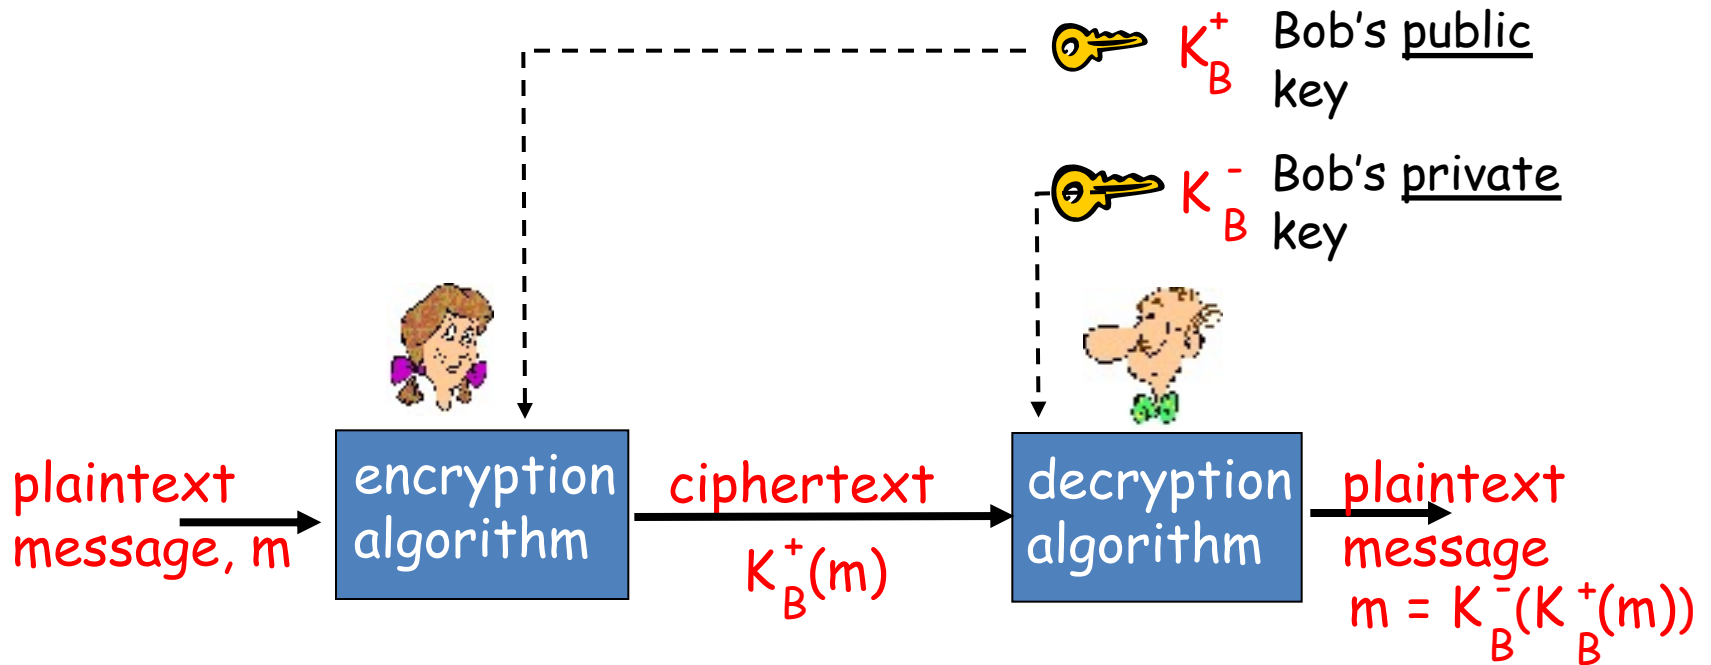 K_B^+ Bob's public
key
K_B^- Bob's private
key
plaintext
message, m
encryption
algorithm
ciphertext
K_B^+(m)
decryption
algorithm
plaintext
message
m = K_B^-(K_B^+(m))